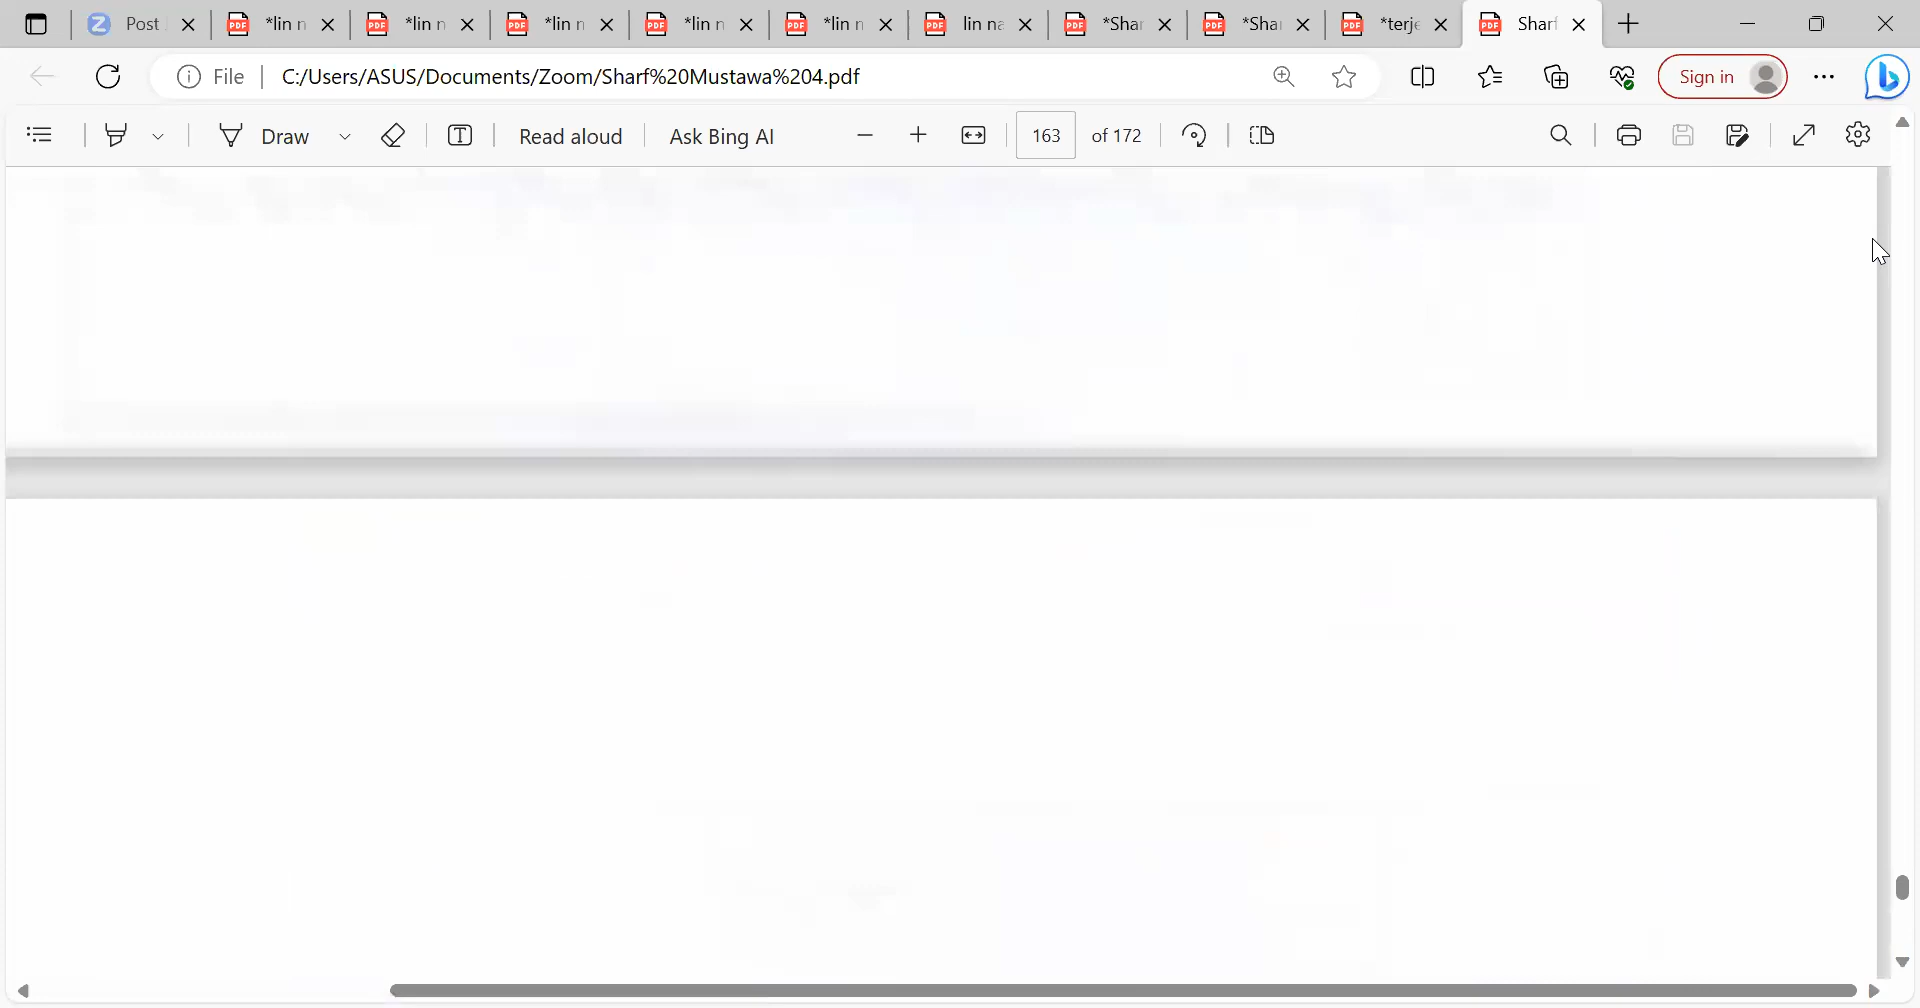 Post
*lin n
*lin n
*lin n
*lin n
*lin n
lin na
*Shar
*Shar
*terje
Sharf
File
C:/Users/ASUS/Documents/Zoom/Sharf%20Mustawa%204.pdf
Sign in
Draw
Read aloud
Ask Bing AI
163
of 172